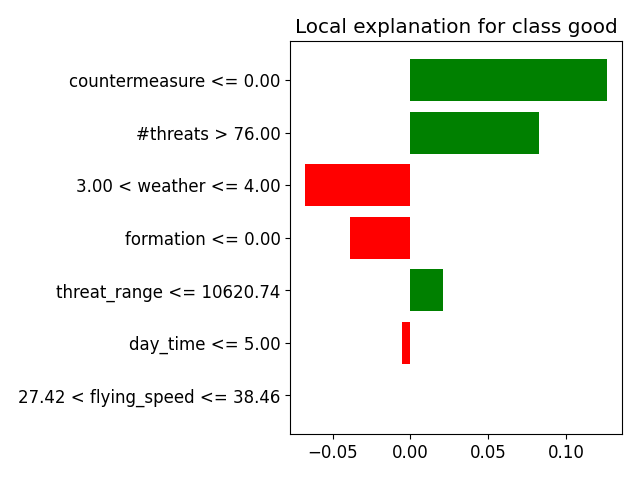 Local explanation for class good
countermeasure <= 0.00
#threats > 76.00
3.00 < weather <= 4.00
formation <= 0.00
threat_range <= 10620.74
day_time <= 5.00
27.42 < flying_speed <= 38.46
−0.05 0.00 0.05 0.10